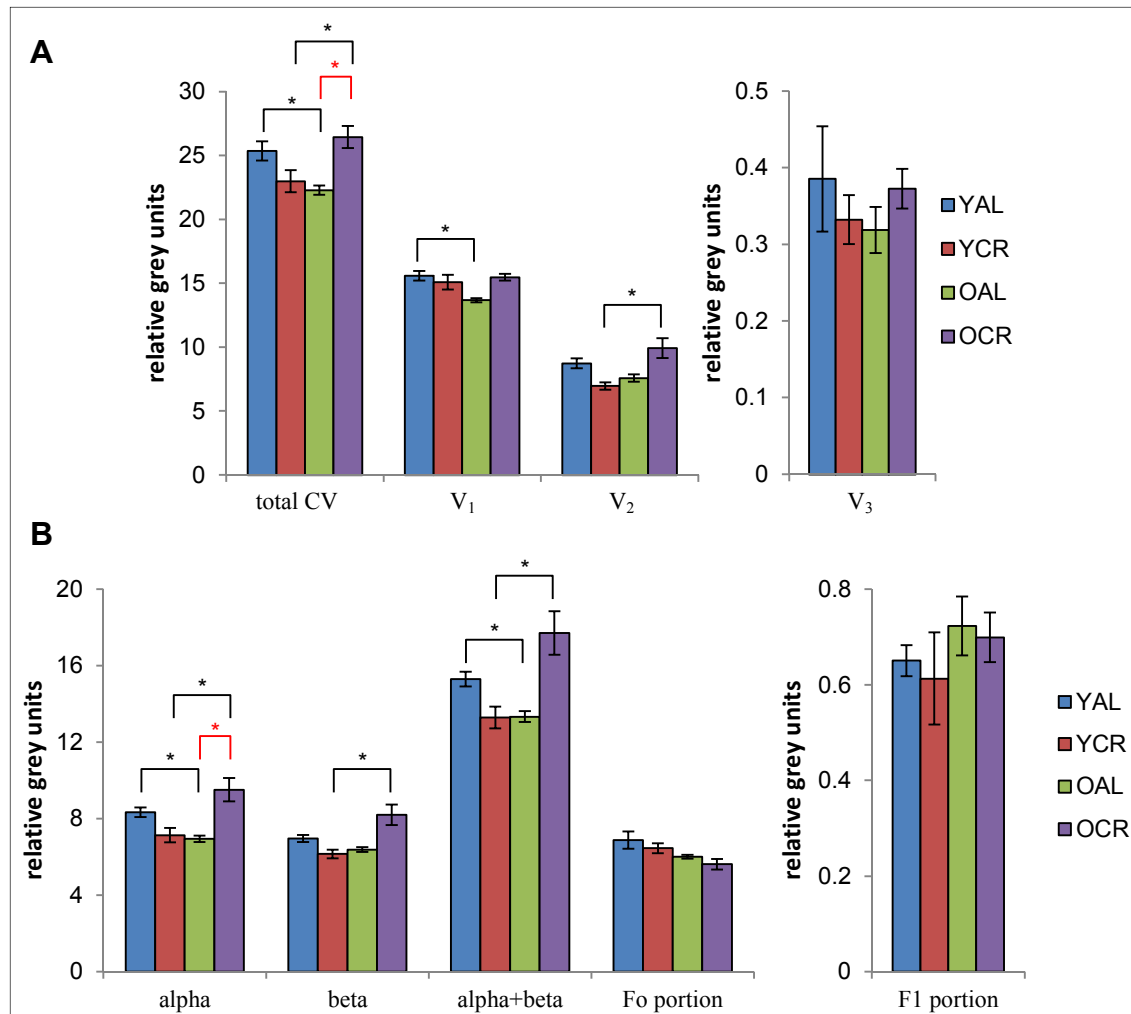 A
relative grey units
30
25
20
15
10
5
0
*
*
*
*
*
total CV
V₁
V₂
relative grey units
0.5
0.4
0.3
0.2
0.1
0
V₃
YAL
YCR
OAL
OCR
B
relative grey units
20
16
12
8
4
0
*
*
*
*
*
*
alpha
beta
alpha+beta
Fo portion
relative grey units
0.8
0.6
0.4
0.2
0
F1 portion
YAL
YCR
OAL
OCR